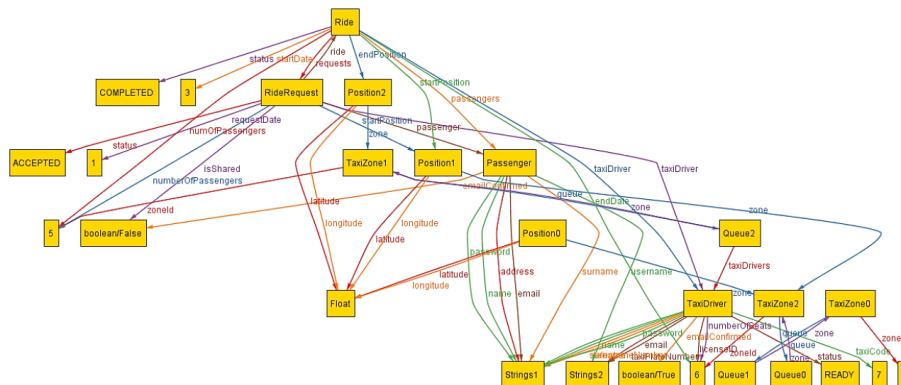 Ride
ride
status startDate
endPosition
requests
startPosition
COMPLETED
3
RideRequest
Position2
passengers
requestDate
startPosition
numOfPassengers
passenger
zone
status
ACCEPTED
1
TaxiZone1
Position1
Passenger
isShared
taxiDriver
taxiDriver
numberOfPassengers
emailConfirmed
queue
zoneId
latitude
endDate
zone
zone
longitude
longitude
5
boolean/False
Position0
Queue2
latitude
password
latitude
address
surname
username
taxiDrivers
longitude
name
email
zone
Float
TaxiDriver
TaxiZone2
TaxiZone0
numberOfSeats
password
emailConfirmed
queue
zone
name
email
licenseID
zoneId
queue
taxiCode
zone
status
Strings1
Strings2
boolean/True
6
Queue1
Queue0
READY
7